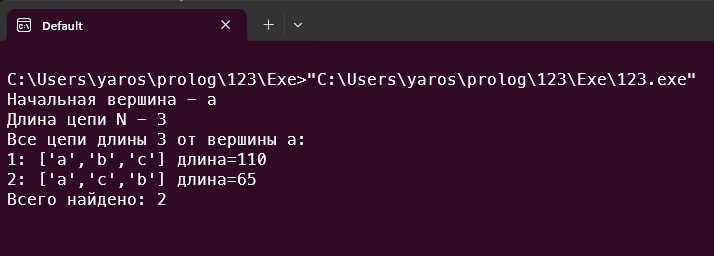 Default
C:\Users\yaros\prolog\123\Exe>"C:\Users\yaros\prolog\123\Exe\123.exe"
Начальная вершина – a
Длина цепи N – 3
Все цепи длины 3 от вершины a:
1: ['a','b','c'] длина=110
2: ['a','c','b'] длина=65
Всего найдено: 2